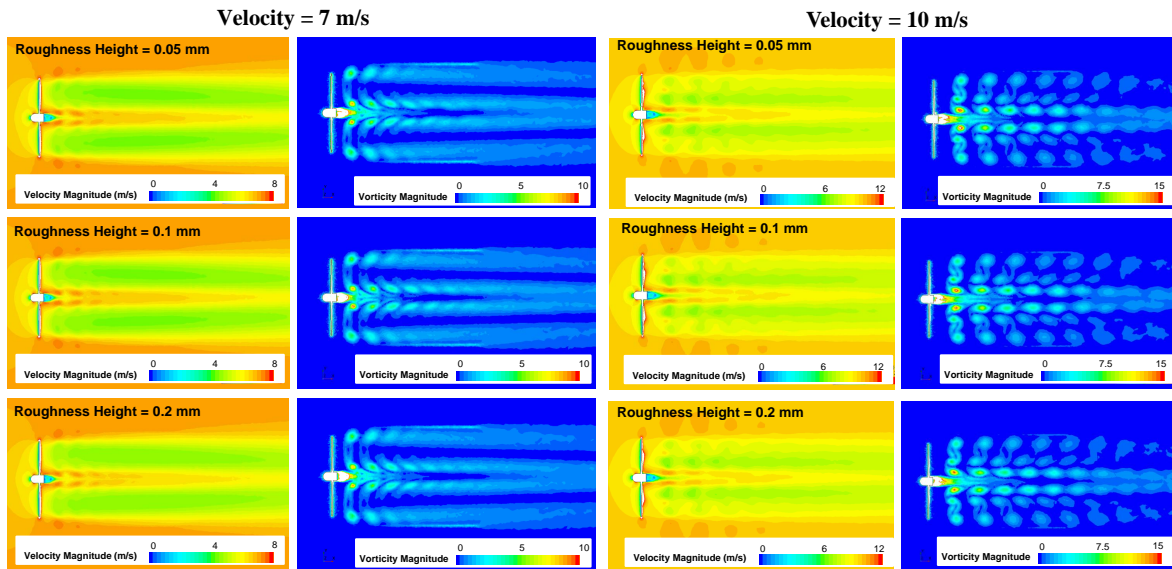 Velocity = 7 m/s
Velocity = 10 m/s
Roughness Height = 0.05 mm
Velocity Magnitude (m/s)
0
4
8
Vorticity Magnitude
0
5
10
Roughness Height = 0.05 mm
Velocity Magnitude (m/s)
0
6
12
Vorticity Magnitude
0
7.5
15
Roughness Height = 0.1 mm
Velocity Magnitude (m/s)
0
4
8
Vorticity Magnitude
0
5
10
Roughness Height = 0.1 mm
Velocity Magnitude (m/s)
0
6
12
Vorticity Magnitude
0
7.5
15
Roughness Height = 0.2 mm
Velocity Magnitude (m/s)
0
4
8
Vorticity Magnitude
0
5
10
Roughness Height = 0.2 mm
Velocity Magnitude (m/s)
0
6
12
Vorticity Magnitude
0
7.5
15